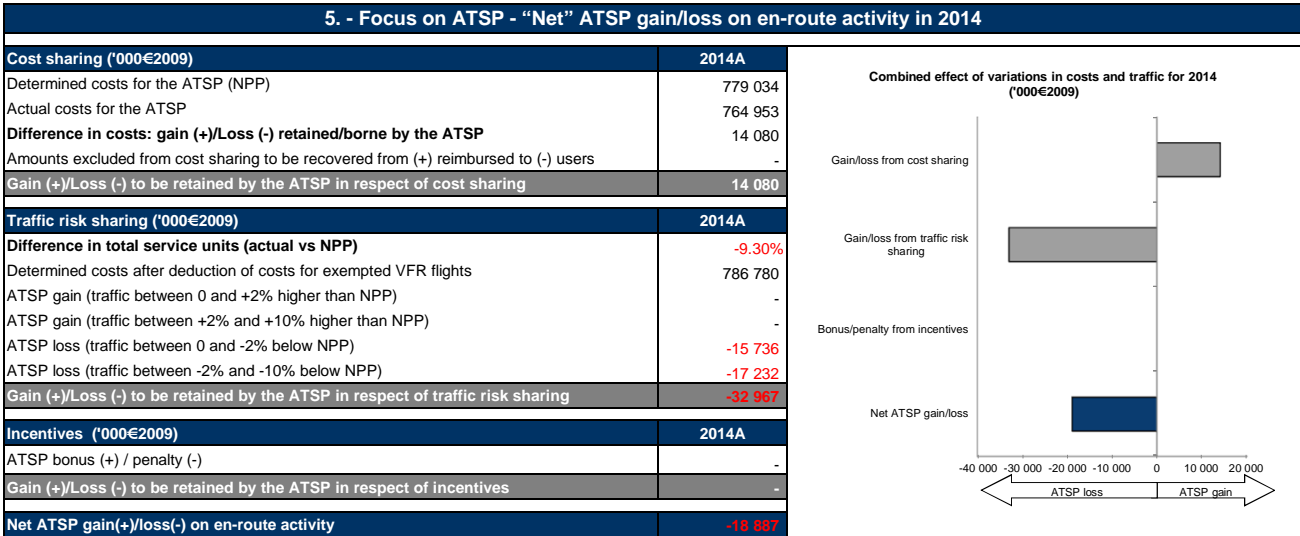 5. - Focus on ATSP - “Net” ATSP gain/loss on en-route activity in 2014
Cost sharing ('000€2009) 2014A
Determined costs for the ATSP (NPP) 779 034
Actual costs for the ATSP 764 953
Difference in costs: gain (+)/Loss (-) retained/borne by the ATSP 14 080
Amounts excluded from cost sharing to be recovered from (+) reimbursed to (-) users -
Gain (+)/Loss (-) to be retained by the ATSP in respect of cost sharing 14 080
Traffic risk sharing ('000€2009) 2014A
Difference in total service units (actual vs NPP) -9.30%
Determined costs after deduction of costs for exempted VFR flights 786 780
ATSP gain (traffic between 0 and +2% higher than NPP) -
ATSP gain (traffic between +2% and +10% higher than NPP) -
ATSP loss (traffic between 0 and -2% below NPP) -15 736
ATSP loss (traffic between -2% and -10% below NPP) -17 232
Gain (+)/Loss (-) to be retained by the ATSP in respect of traffic risk sharing -32 967
Incentives ('000€2009) 2014A
ATSP bonus (+) / penalty (-) -
Gain (+)/Loss (-) to be retained by the ATSP in respect of incentives -
Net ATSP gain(+)/loss(-) on en-route activity -18 887
Combined effect of variations in costs and traffic for 2014
('000€2009)
Gain/loss from cost sharing
Gain/loss from traffic risk
sharing
Bonus/penalty from incentives
Net ATSP gain/loss
-40 000 -30 000 -20 000 -10 000 0 10 000 20 000
ATSP loss ATSP gain